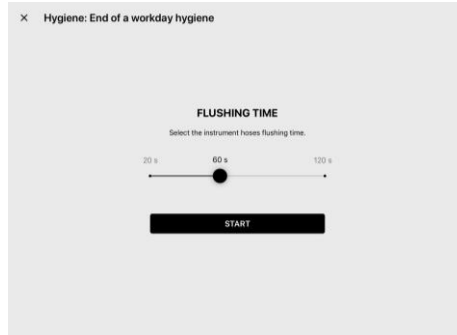 × Hygiene: End of a workday hygiene
FLUSHING TIME
Select the instrument hoses flushing time.
20 s 60 s 120 s
START